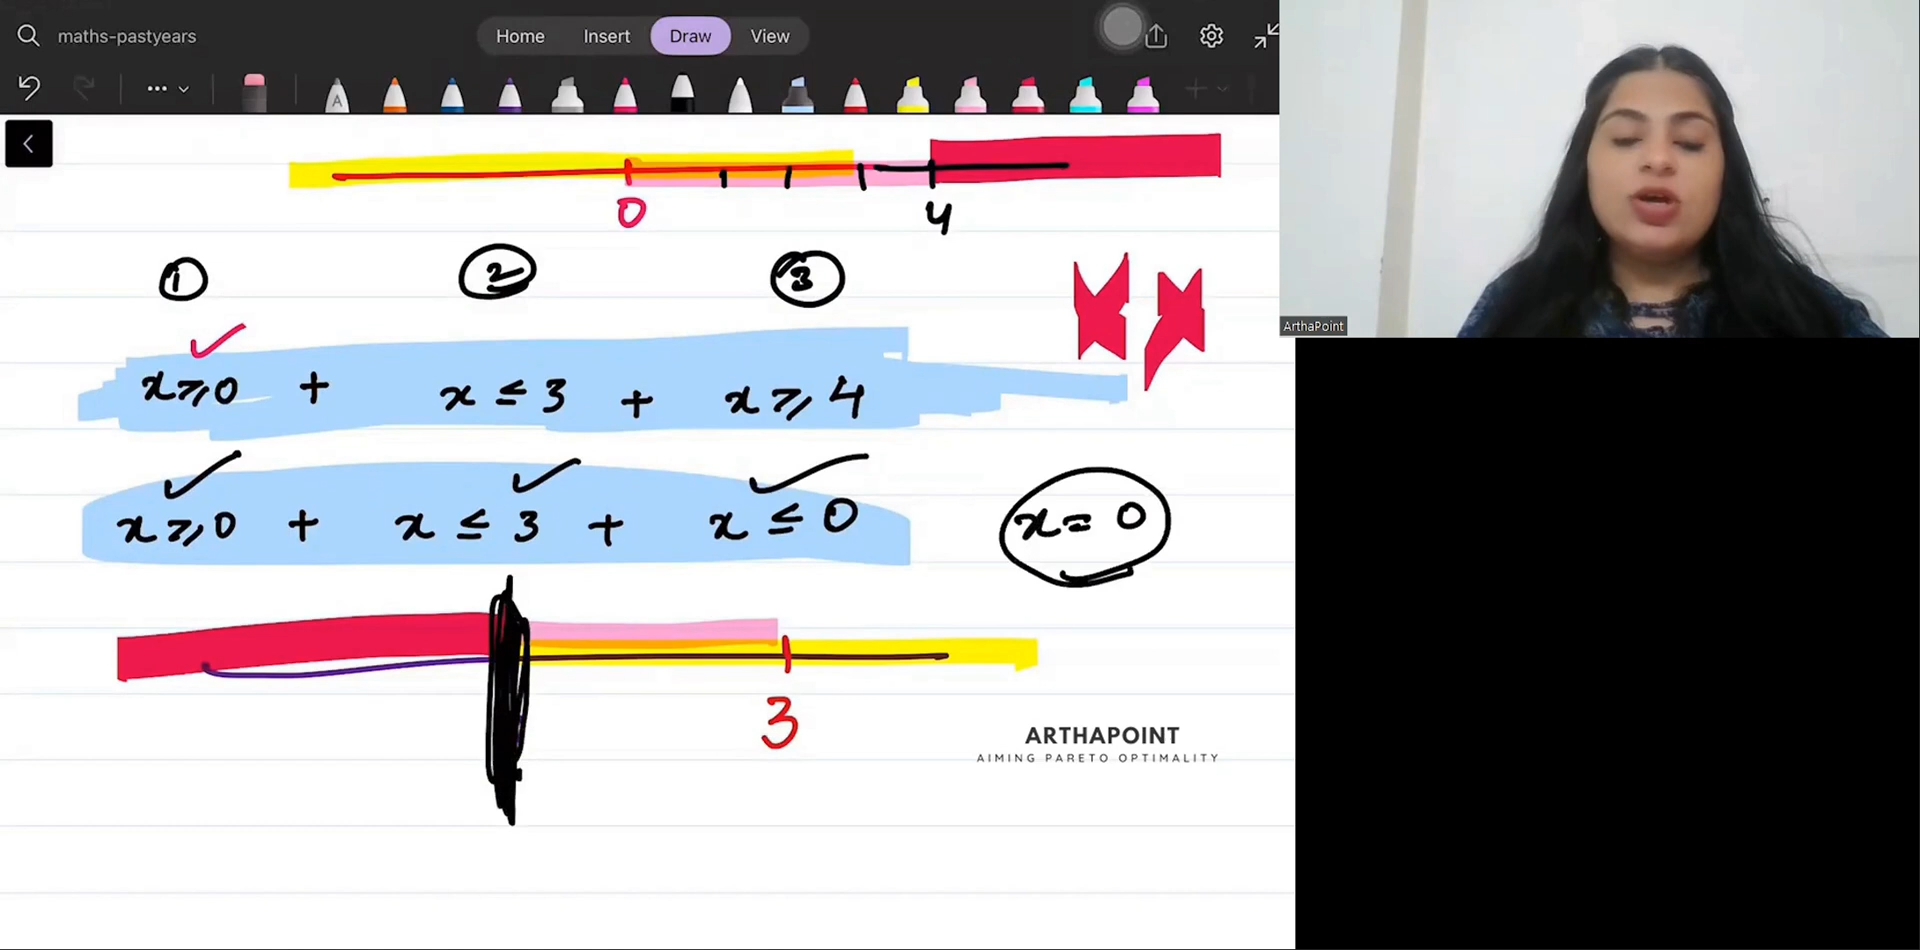 maths-pastyears
Home Insert Draw View
A
0 4
1 2 3
x ≥ 0 + x ≤ 3 + x ≥ 4
x ≥ 0 + x ≤ 3 + x ≤ 0 x = 0
3
ARTHAPOINT
AIMING PARETO OPTIMALITY
ArthaPoint